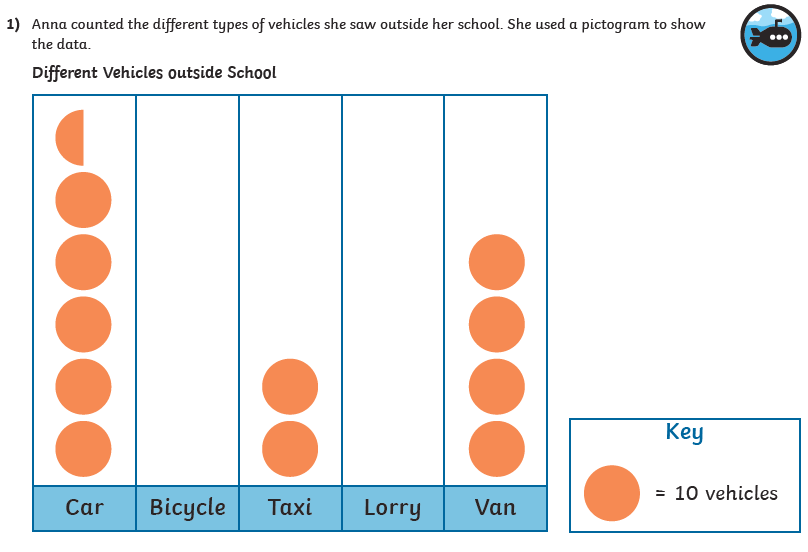 1) Anna counted the different types of vehicles she saw outside her school. She used a pictogram to show
the data.
Different Vehicles outside School
Key
= 10 vehicles
Car Bicycle Taxi Lorry Van